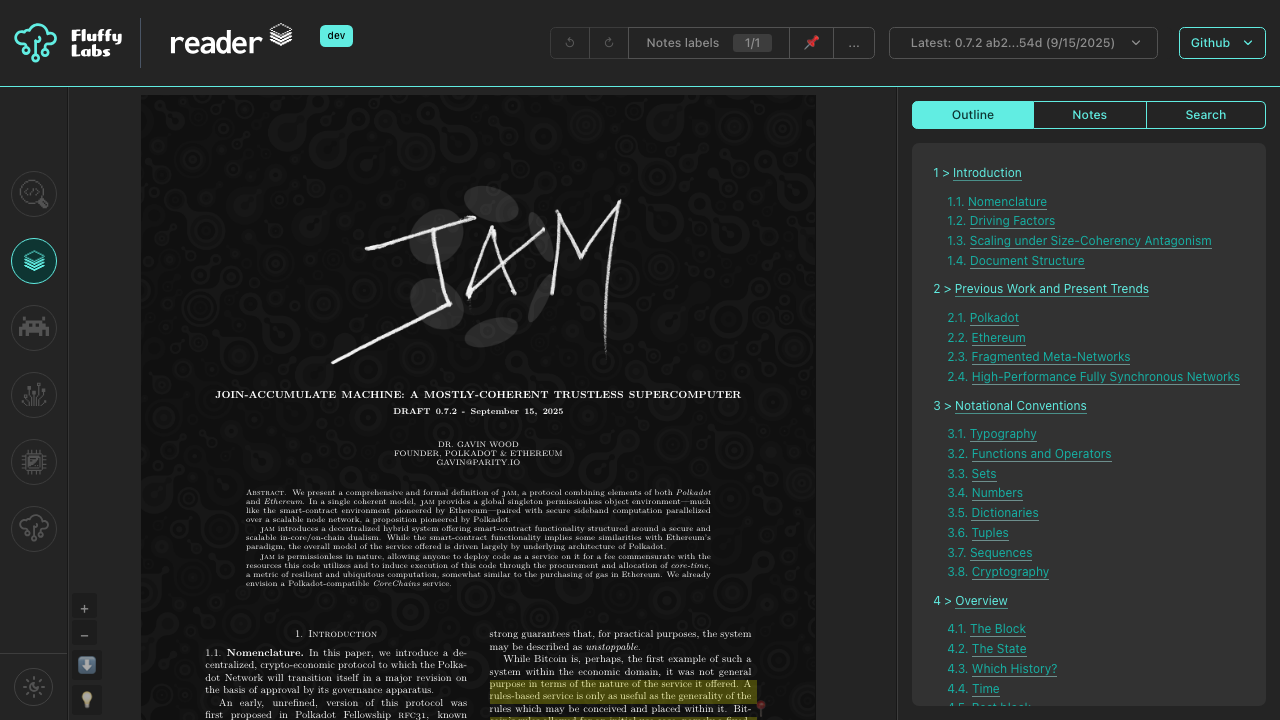 Fluffy
Labs
reader
dev
Notes labels 1/1
...
Latest: 0.7.2 ab2...54d (9/15/2025)
Github
Outline
Notes
Search
JAM
JOIN-ACCUMULATE MACHINE: A MOSTLY-COHERENT TRUSTLESS SUPERCOMPUTER
DRAFT 0.7.2 - September 15, 2025
DR. GAVIN WOOD
FOUNDER, POLKADOT & ETHEREUM
GAVIN@PARITY.IO
Abstract. We present a comprehensive and formal definition of JAM, a protocol combining elements of both Polkadot
and Ethereum. In a single coherent model, JAM provides a global singleton permissionless object environment—much
like the smart-contract environment pioneered by Ethereum—paired with secure sideband computation parallelized
over a scalable node network, a proposition pioneered by Polkadot.
JAM introduces a decentralized hybrid system offering smart-contract functionality structured around a secure and
scalable in-core/on-chain dualism. While the smart-contract functionality implies some similarities with Ethereum's
paradigm, the overall model of the service offered is driven largely by underlying architecture of Polkadot.
JAM is permissionless in nature, allowing anyone to deploy code as a service on it for a fee commensurate with the
resources this code utilizes and to induce execution of this code through the procurement and allocation of core-time,
a metric of resilient and ubiquitous computation, somewhat similar to the purchasing of gas in Ethereum. We already
envision a Polkadot-compatible CoreChains service.
1. Introduction
1.1. Nomenclature. In this paper, we introduce a de-
centralized, crypto-economic protocol to which the Polka-
dot Network will transition itself in a major revision on
the basis of approval by its governance apparatus.
An early, unrefined, version of this protocol was
first proposed in Polkadot Fellowship RFC31, known
strong guarantees that, for practical purposes, the system
may be described as unstoppable.
While Bitcoin is, perhaps, the first example of such a
system within the economic domain, it was not general
purpose in terms of the nature of the service it offered. A
rules-based service is only as useful as the generality of the
rules which may be conceived and placed within it. Bit-
+
−
1 > Introduction
1.1. Nomenclature
1.2. Driving Factors
1.3. Scaling under Size-Coherency Antagonism
1.4. Document Structure
2 > Previous Work and Present Trends
2.1. Polkadot
2.2. Ethereum
2.3. Fragmented Meta-Networks
2.4. High-Performance Fully Synchronous Networks
3 > Notational Conventions
3.1. Typography
3.2. Functions and Operators
3.3. Sets
3.4. Numbers
3.5. Dictionaries
3.6. Tuples
3.7. Sequences
3.8. Cryptography
4 > Overview
4.1. The Block
4.2. The State
4.3. Which History?
4.4. Time